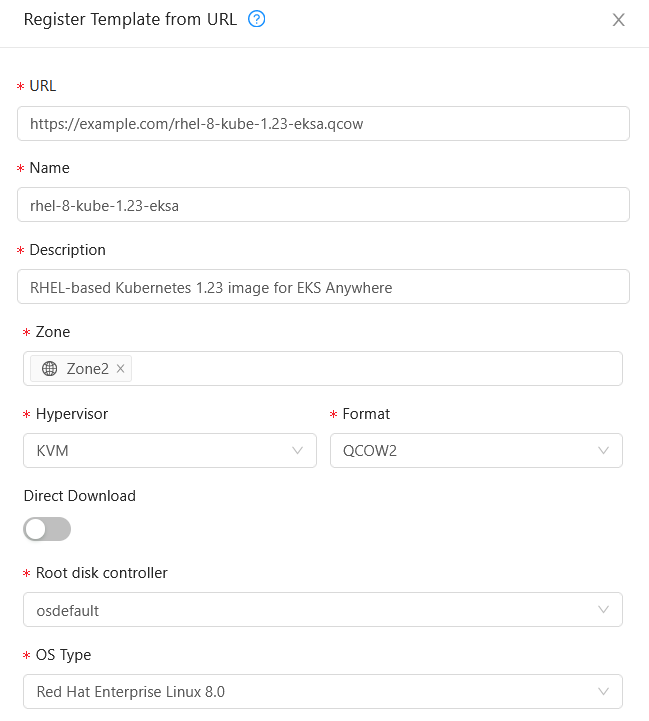 Register Template from URL ?
* URL
https://example.com/rhel-8-kube-1.23-eksa.qcow
* Name
rhel-8-kube-1.23-eksa
* Description
RHEL-based Kubernetes 1.23 image for EKS Anywhere
* Zone
Zone2
* Hypervisor * Format
KVM QCOW2
Direct Download
* Root disk controller
osdefault
* OS Type
Red Hat Enterprise Linux 8.0